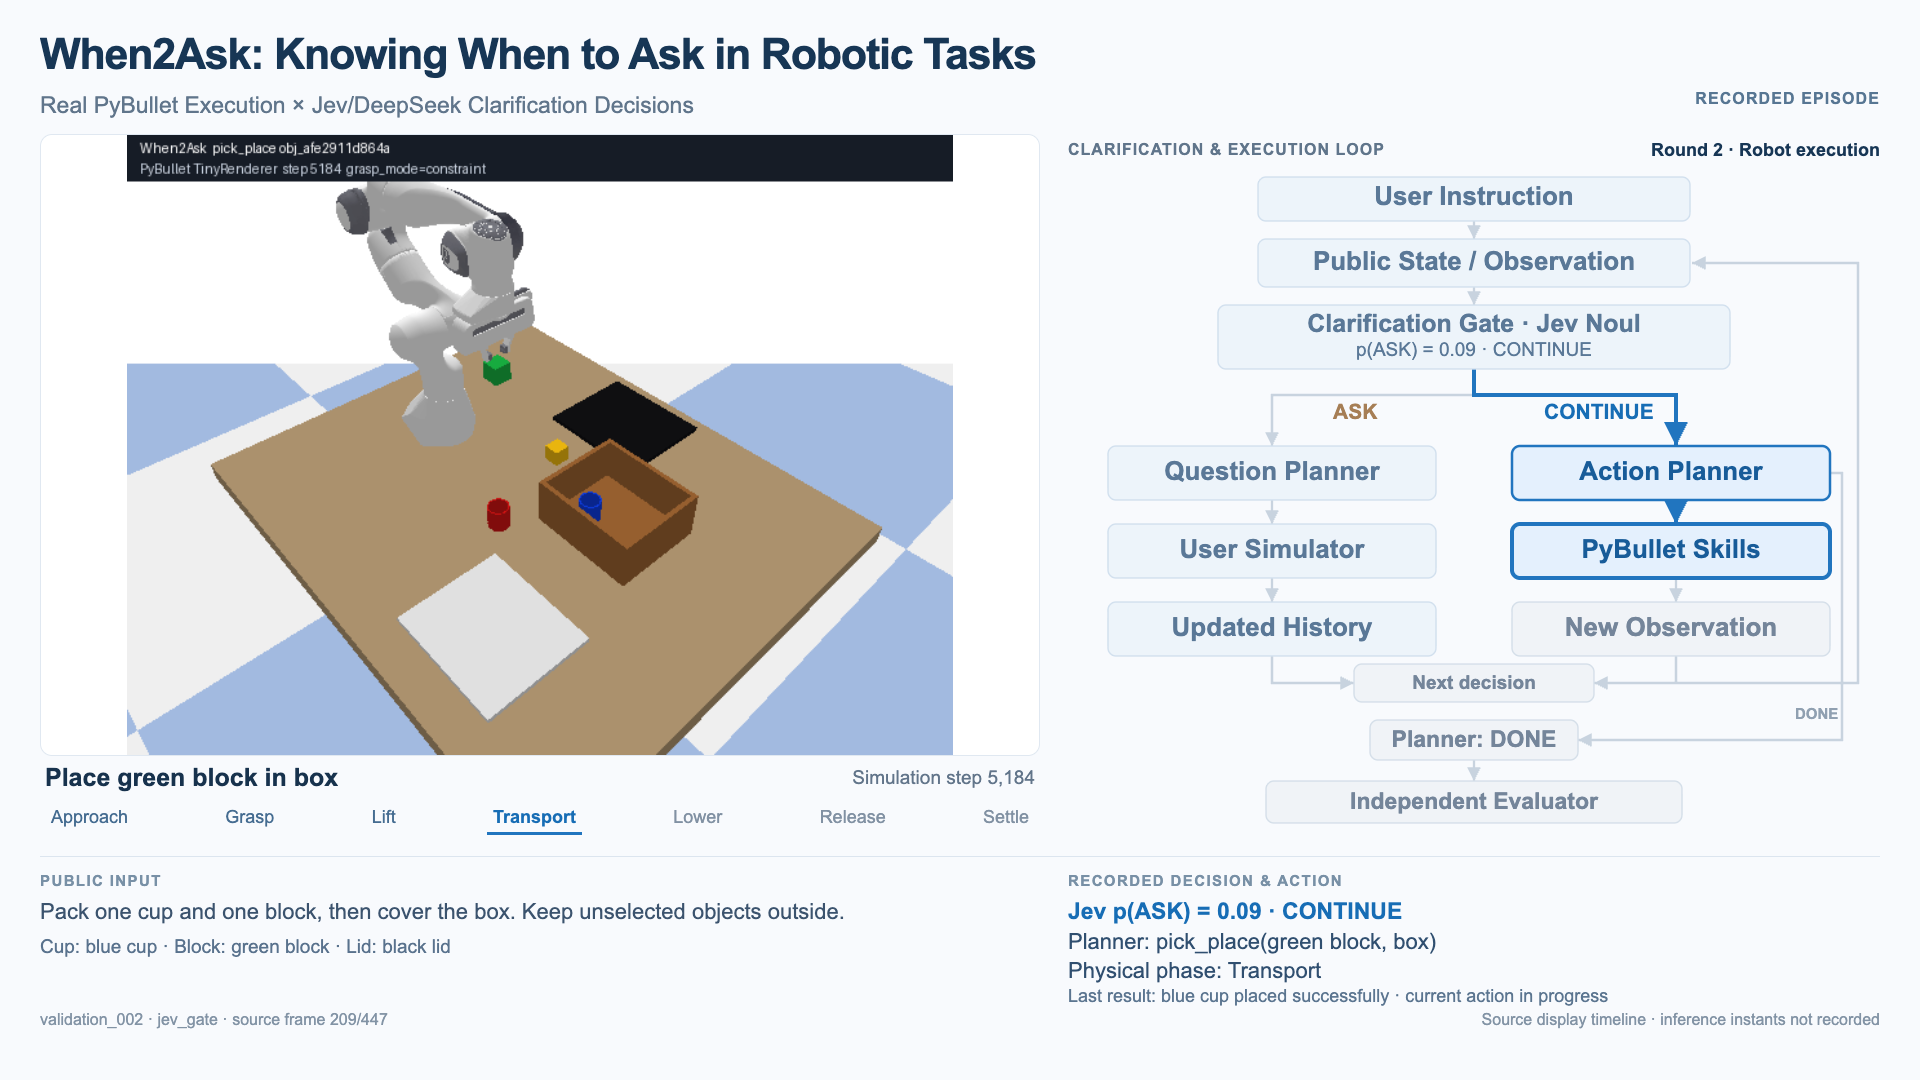 When2Ask: Knowing When to Ask in Robotic Tasks
Real PyBullet Execution × Jev/DeepSeek Clarification Decisions
RECORDED EPISODE
When2Ask pick_place obj_afe2911d864a
PyBullet TinyRenderer step 5184 grasp_mode=constraint
Place green block in box
Simulation step 5,184
Approach
Grasp
Lift
Transport
Lower
Release
Settle
CLARIFICATION & EXECUTION LOOP
Round 2 · Robot execution
User Instruction
Public State / Observation
Clarification Gate · Jev Noul
p(ASK) = 0.09 · CONTINUE
ASK
CONTINUE
Question Planner
Action Planner
User Simulator
PyBullet Skills
Updated History
New Observation
Next decision
DONE
Planner: DONE
Independent Evaluator
PUBLIC INPUT
Pack one cup and one block, then cover the box. Keep unselected objects outside.
Cup: blue cup · Block: green block · Lid: black lid
RECORDED DECISION & ACTION
Jev p(ASK) = 0.09 · CONTINUE
Planner: pick_place(green block, box)
Physical phase: Transport
Last result: blue cup placed successfully · current action in progress
validation_002 · jev_gate · source frame 209/447
Source display timeline · inference instants not recorded